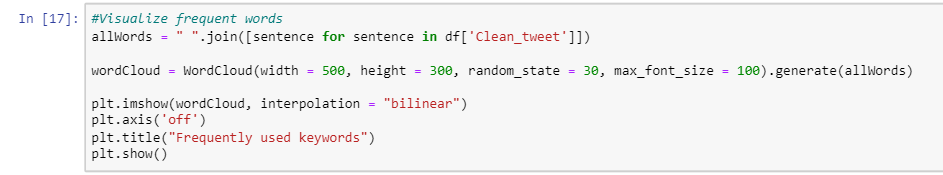 In [17]: #Visualize frequent words
allWords = " ".join([sentence for sentence in df['Clean_tweet']])
wordCloud = WordCloud(width = 500, height = 300, random_state = 30, max_font_size = 100).generate(allWords)
plt.imshow(wordCloud, interpolation = "bilinear")
plt.axis('off')
plt.title("Frequently used keywords")
plt.show()